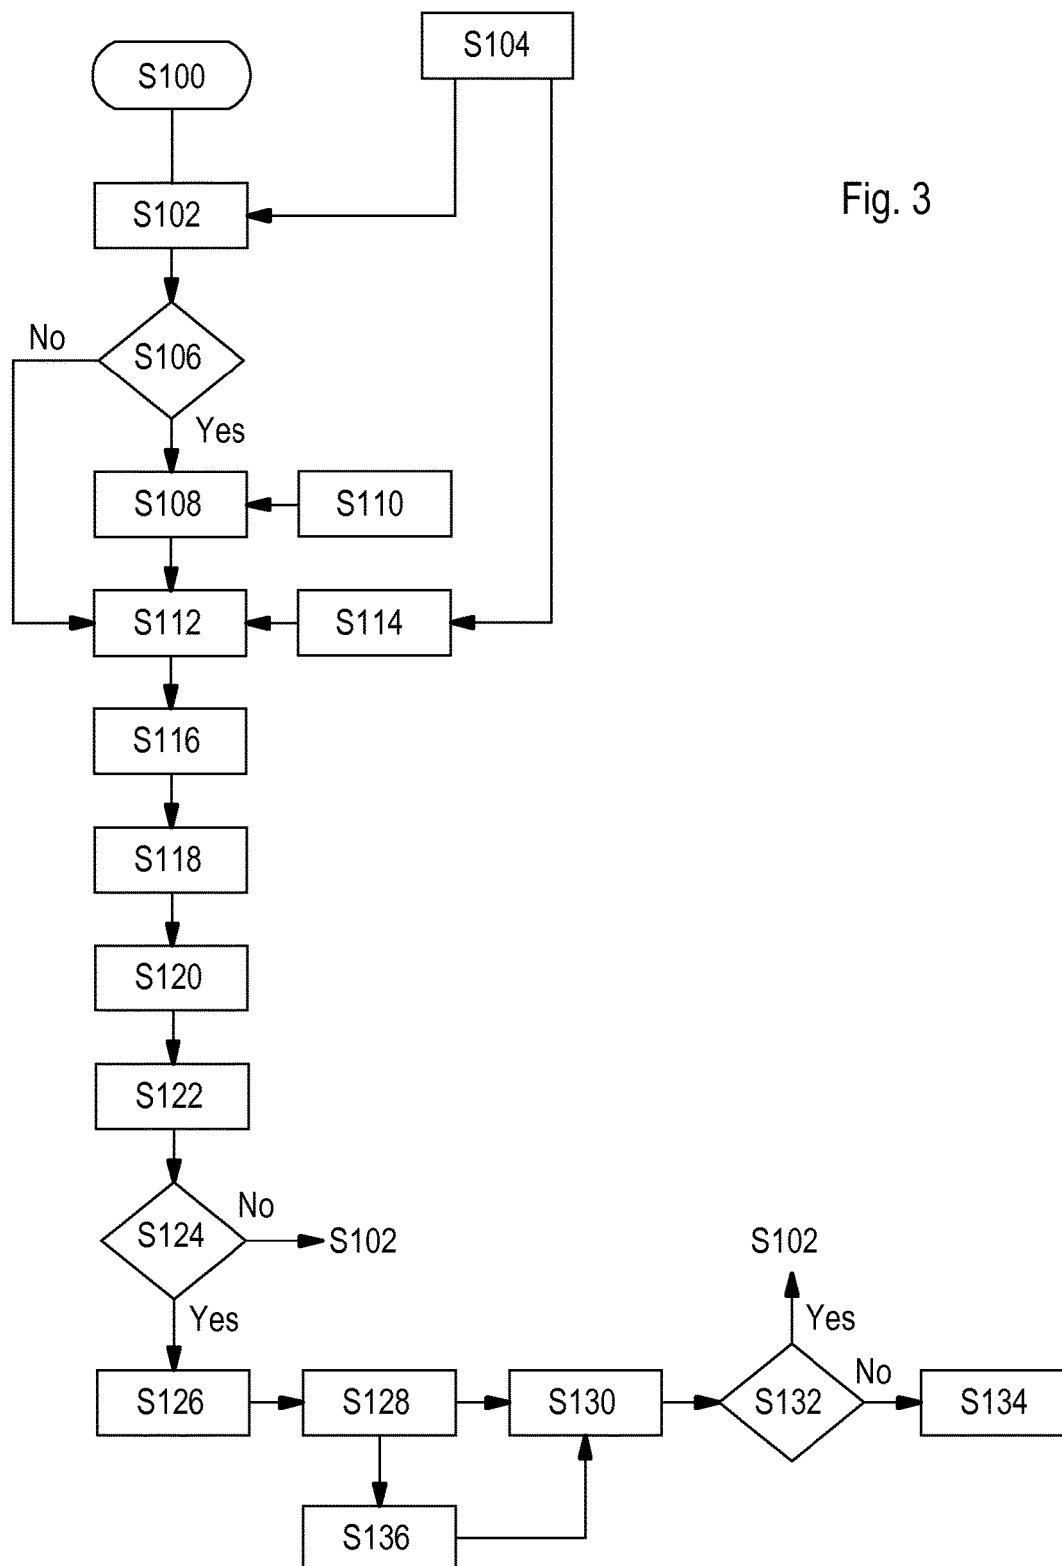 S104
S100
S102
Fig. 3
No
S106
Yes
S108
S110
S112
S114
S116
S118
S120
S122
S124
No
S102
S102
Yes
Yes
S126
S128
S130
S132
No
S134
S136